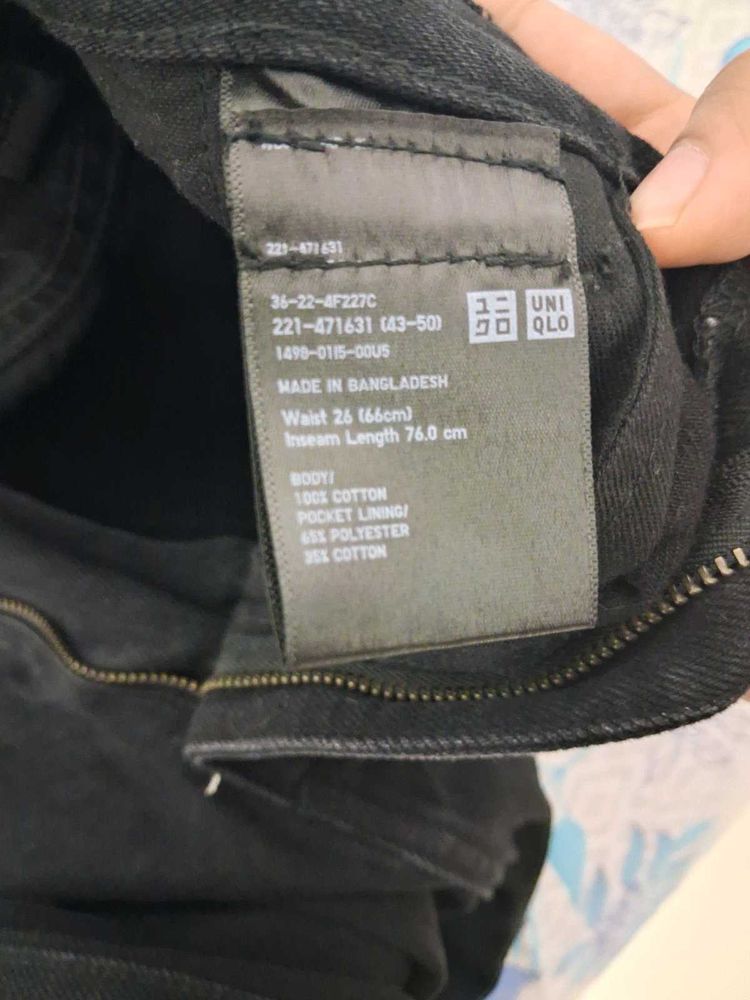 221-471631
36-22-4F227C
221-471631 (43-50)
1498-0115-00US
ユニ
クロ
UNI
QLO
MADE IN BANGLADESH
Waist 26 (66cm)
Inseam Length 76.0 cm
BODY/
100% COTTON
POCKET LINING/
65% POLYESTER
35% COTTON